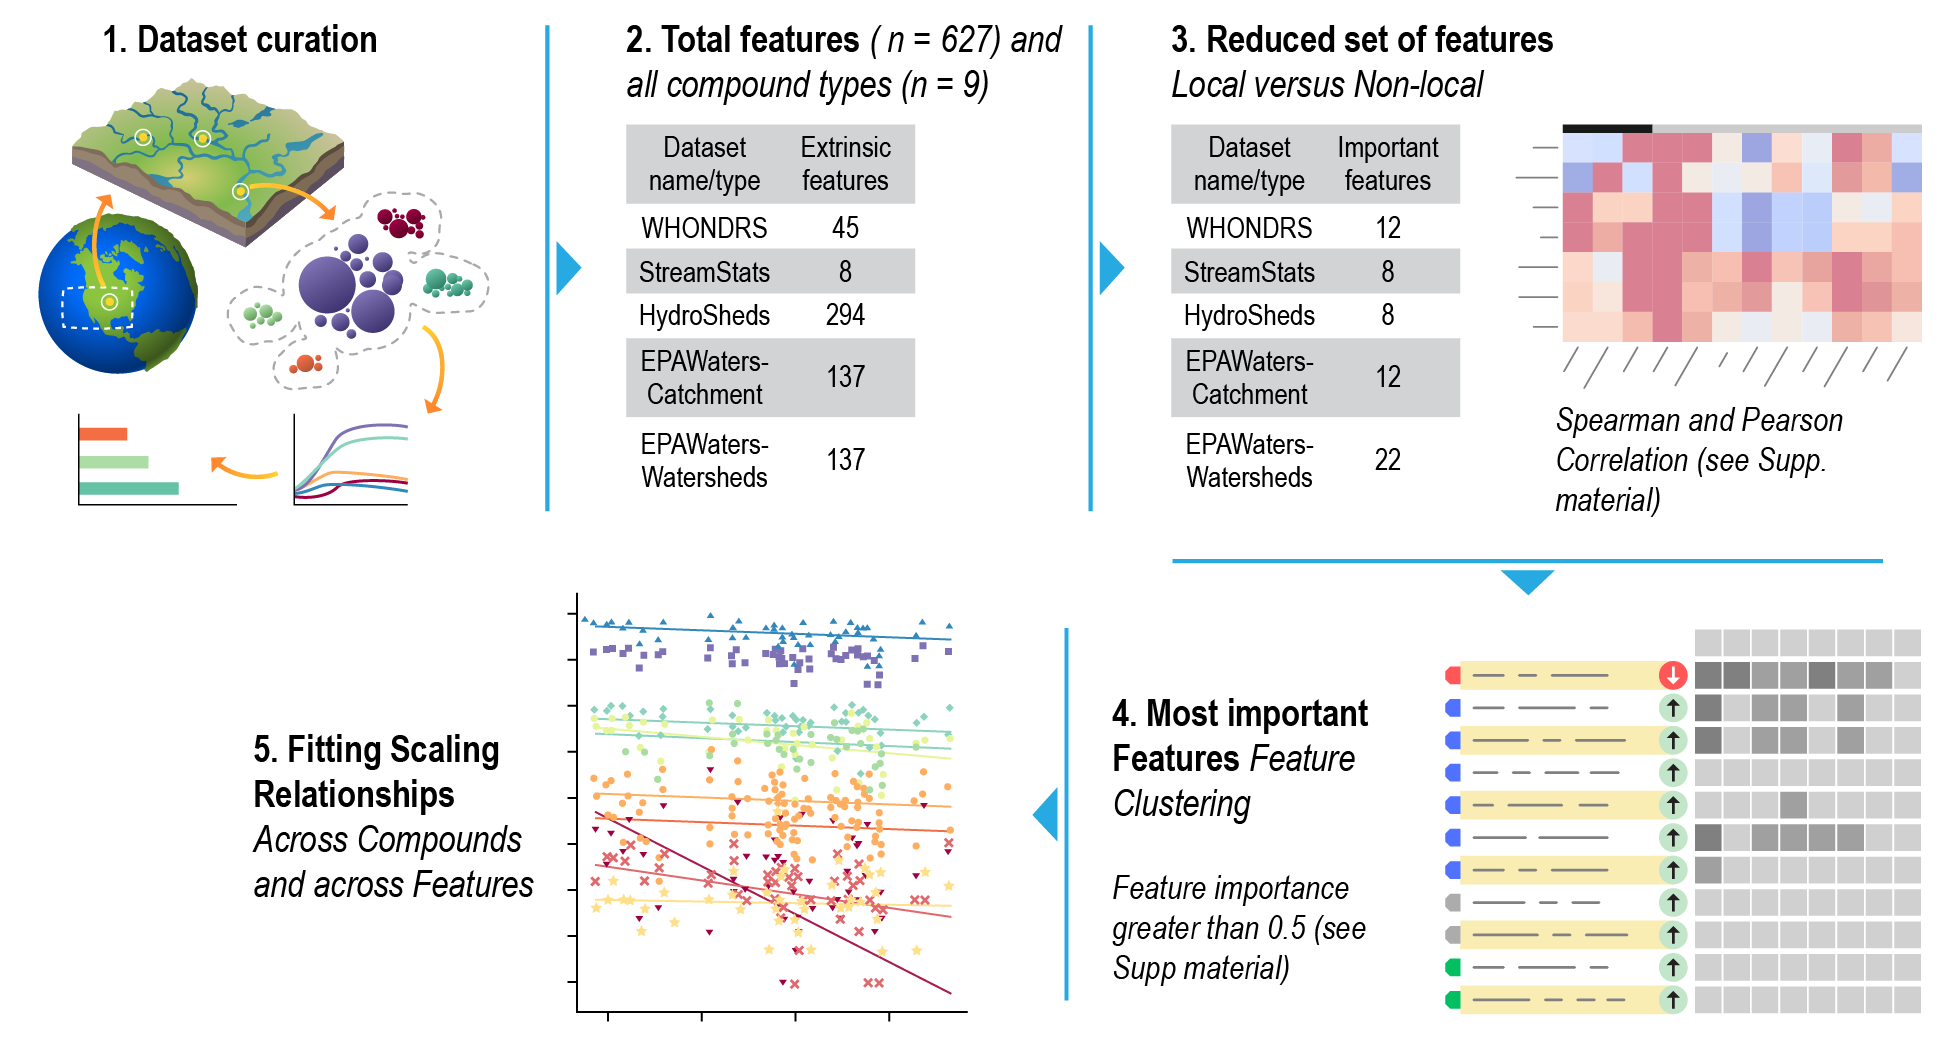 1. Dataset curation
2. Total features ( n = 627) and
all compound types (n = 9)
Dataset name/type Extrinsic features
WHONDRS 45
StreamStats 8
HydroSheds 294
EPAWaters-Catchment 137
EPAWaters-Watersheds 137
3. Reduced set of features
Local versus Non-local
Dataset name/type Important features
WHONDRS 12
StreamStats 8
HydroSheds 8
EPAWaters-Catchment 12
EPAWaters-Watersheds 22
Spearman and Pearson
Correlation (see Supp.
material)
4. Most important
Features Feature
Clustering
Feature importance
greater than 0.5 (see
Supp material)
5. Fitting Scaling
Relationships
Across Compounds
and across Features